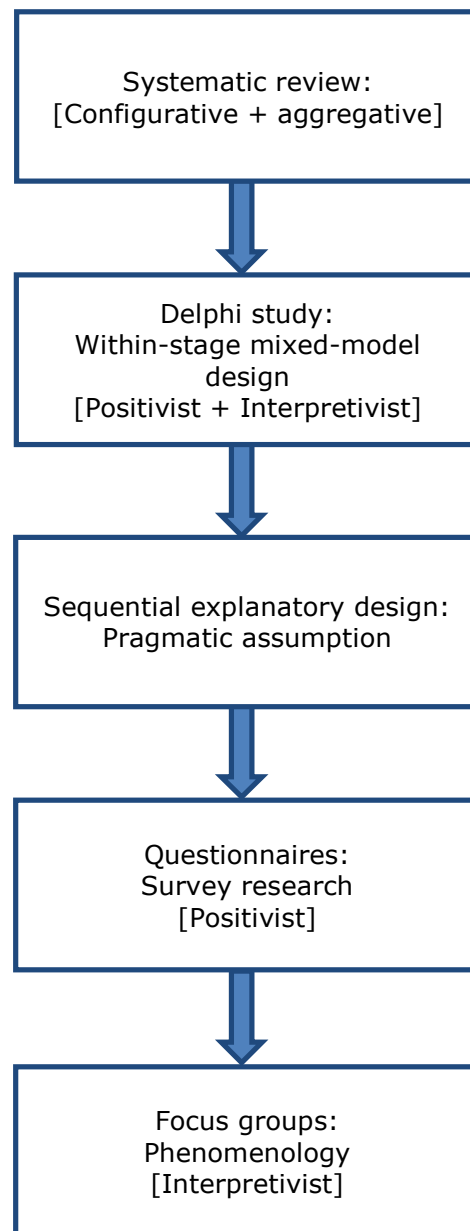 Systematic review:
[Configurative + aggregative]
Delphi study:
Within-stage mixed-model
design
[Positivist + Interpretivist]
Sequential explanatory design:
Pragmatic assumption
Questionnaires:
Survey research
[Positivist]
Focus groups:
Phenomenology
[Interpretivist]